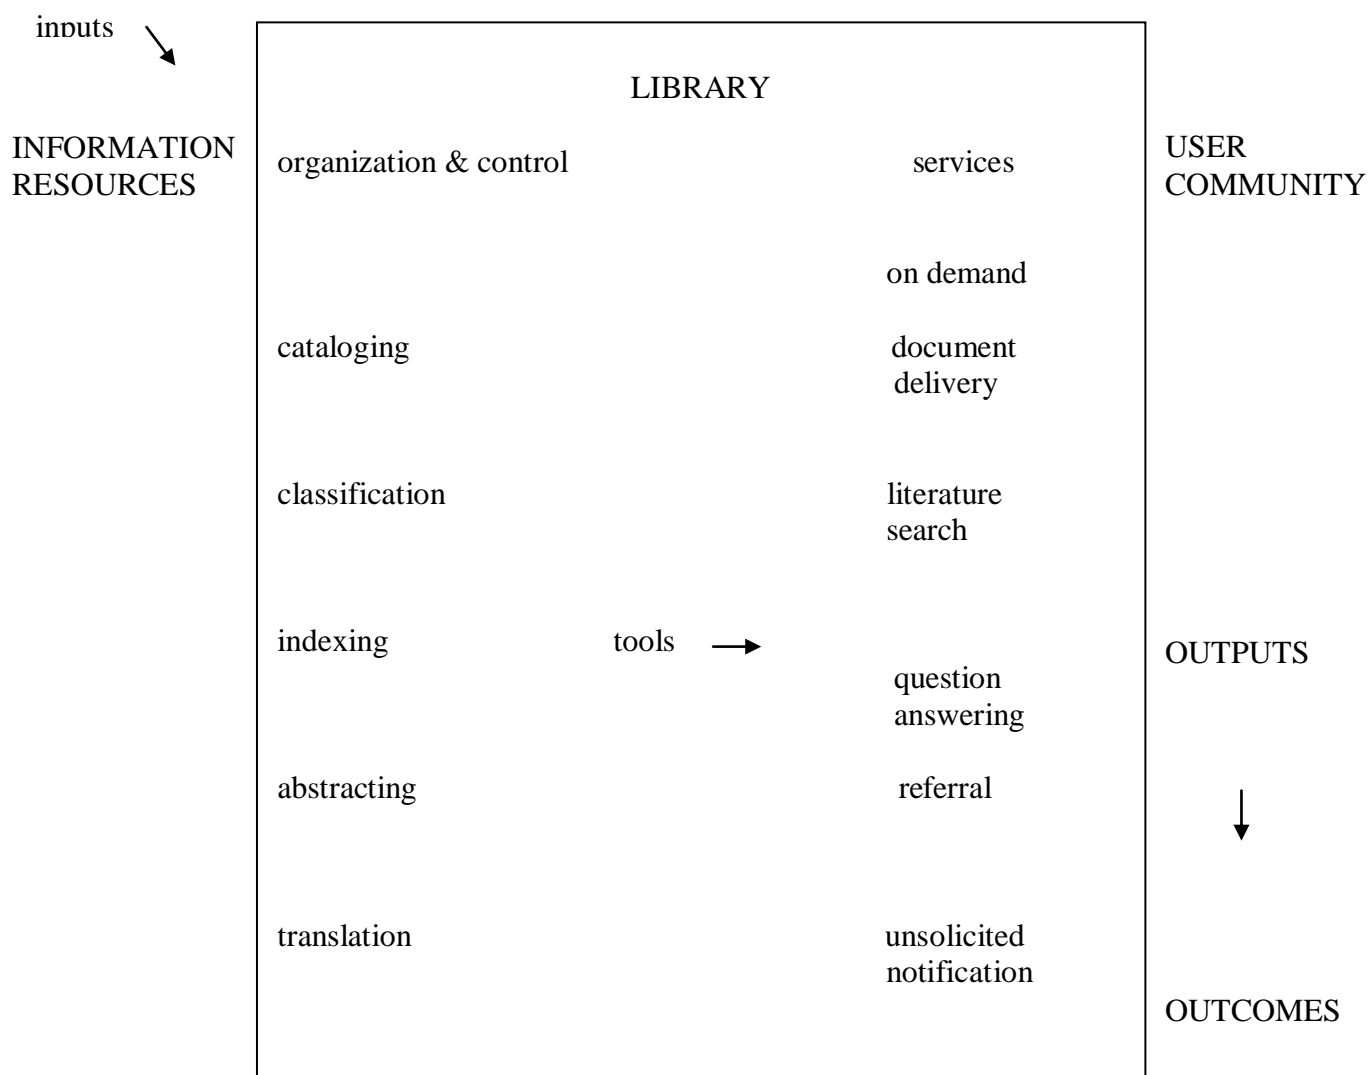 inputs
LIBRARY
INFORMATION
RESOURCES
organization & control
services
USER
COMMUNITY
on demand
cataloging
document
delivery
classification
literature
search
indexing
tools
OUTPUTS
question
answering
abstracting
referral
translation
unsolicited
notification
OUTCOMES